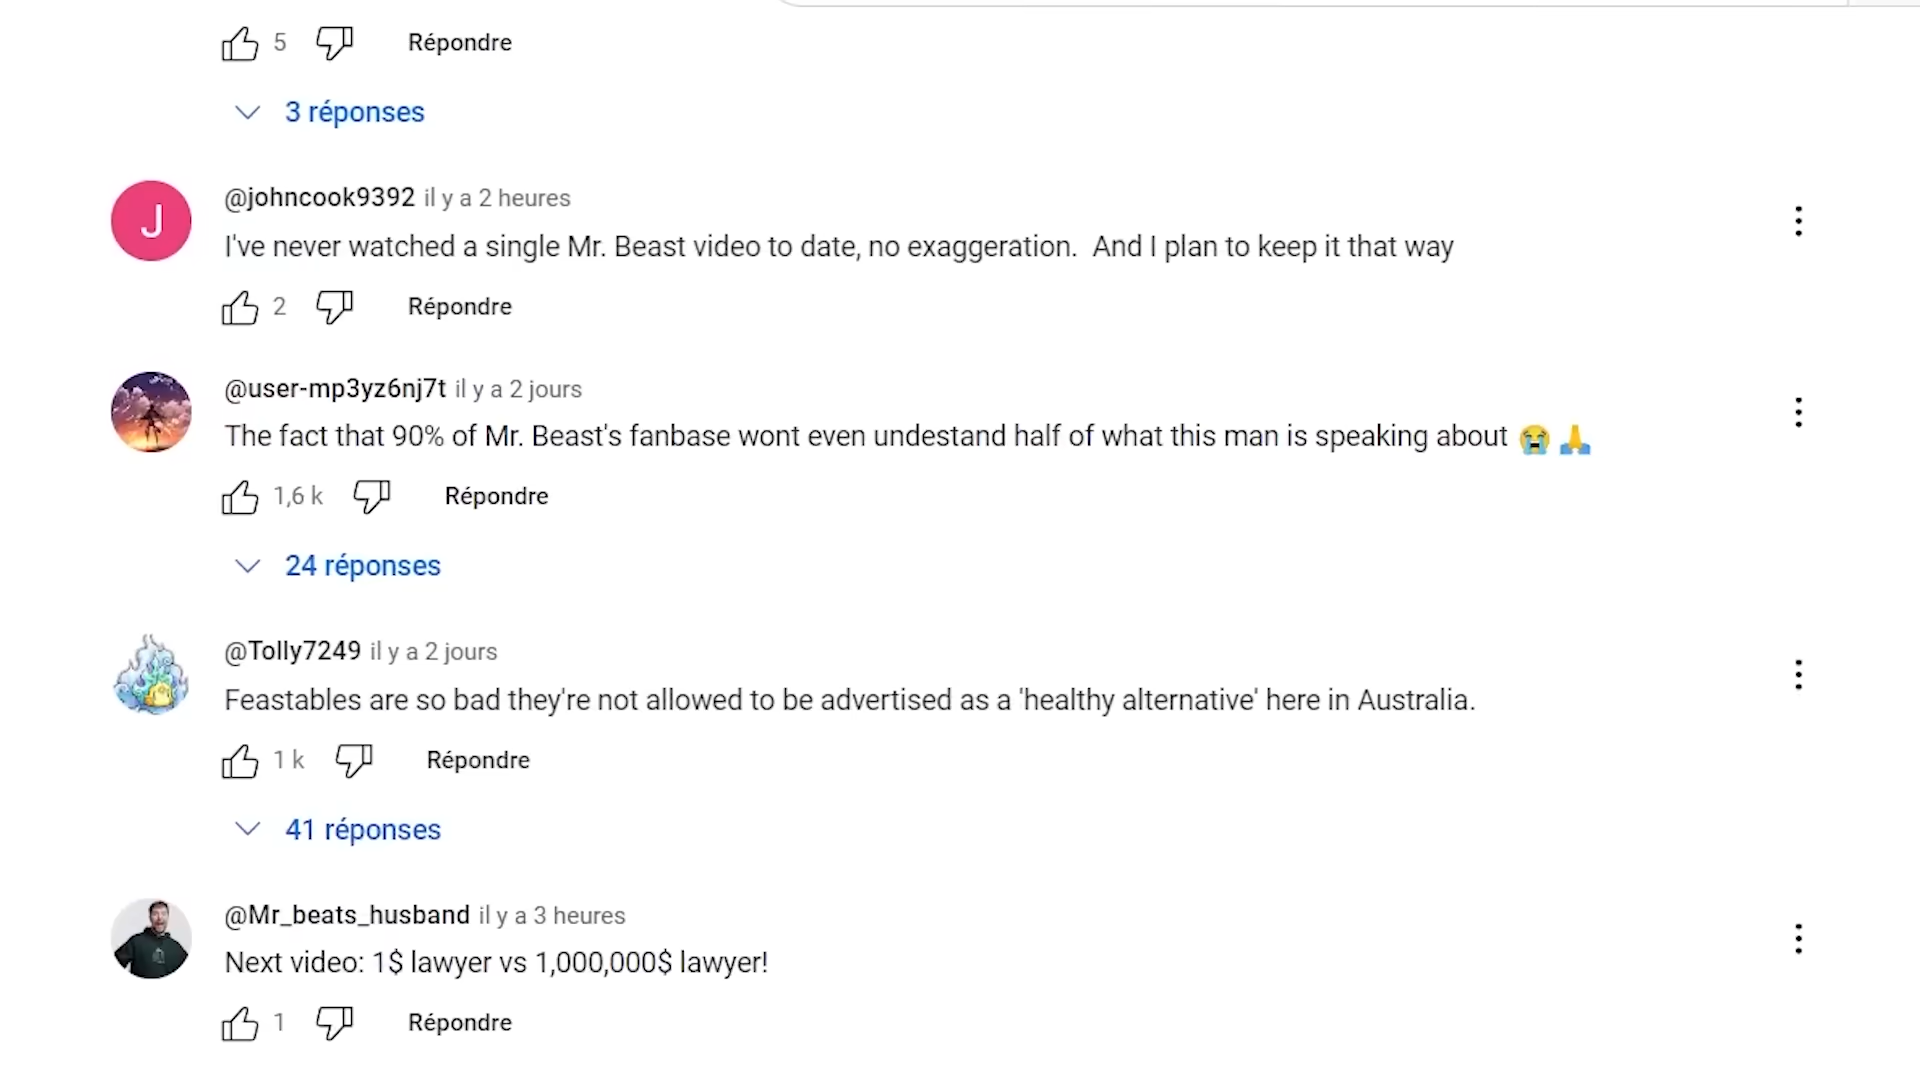 5 Répondre
3 réponses
J
@johncook9392 il y a 2 heures
I've never watched a single Mr. Beast video to date, no exaggeration.  And I plan to keep it that way
2 Répondre
@user-mp3yz6nj7t il y a 2 jours
The fact that 90% of Mr. Beast's fanbase wont even undestand half of what this man is speaking about 😭 🙏
1,6 k Répondre
24 réponses
@Tolly7249 il y a 2 jours
Feastables are so bad they're not allowed to be advertised as a 'healthy alternative' here in Australia.
1 k Répondre
41 réponses
@Mr_beats_husband il y a 3 heures
Next video: 1$ lawyer vs 1,000,000$ lawyer!
1 Répondre